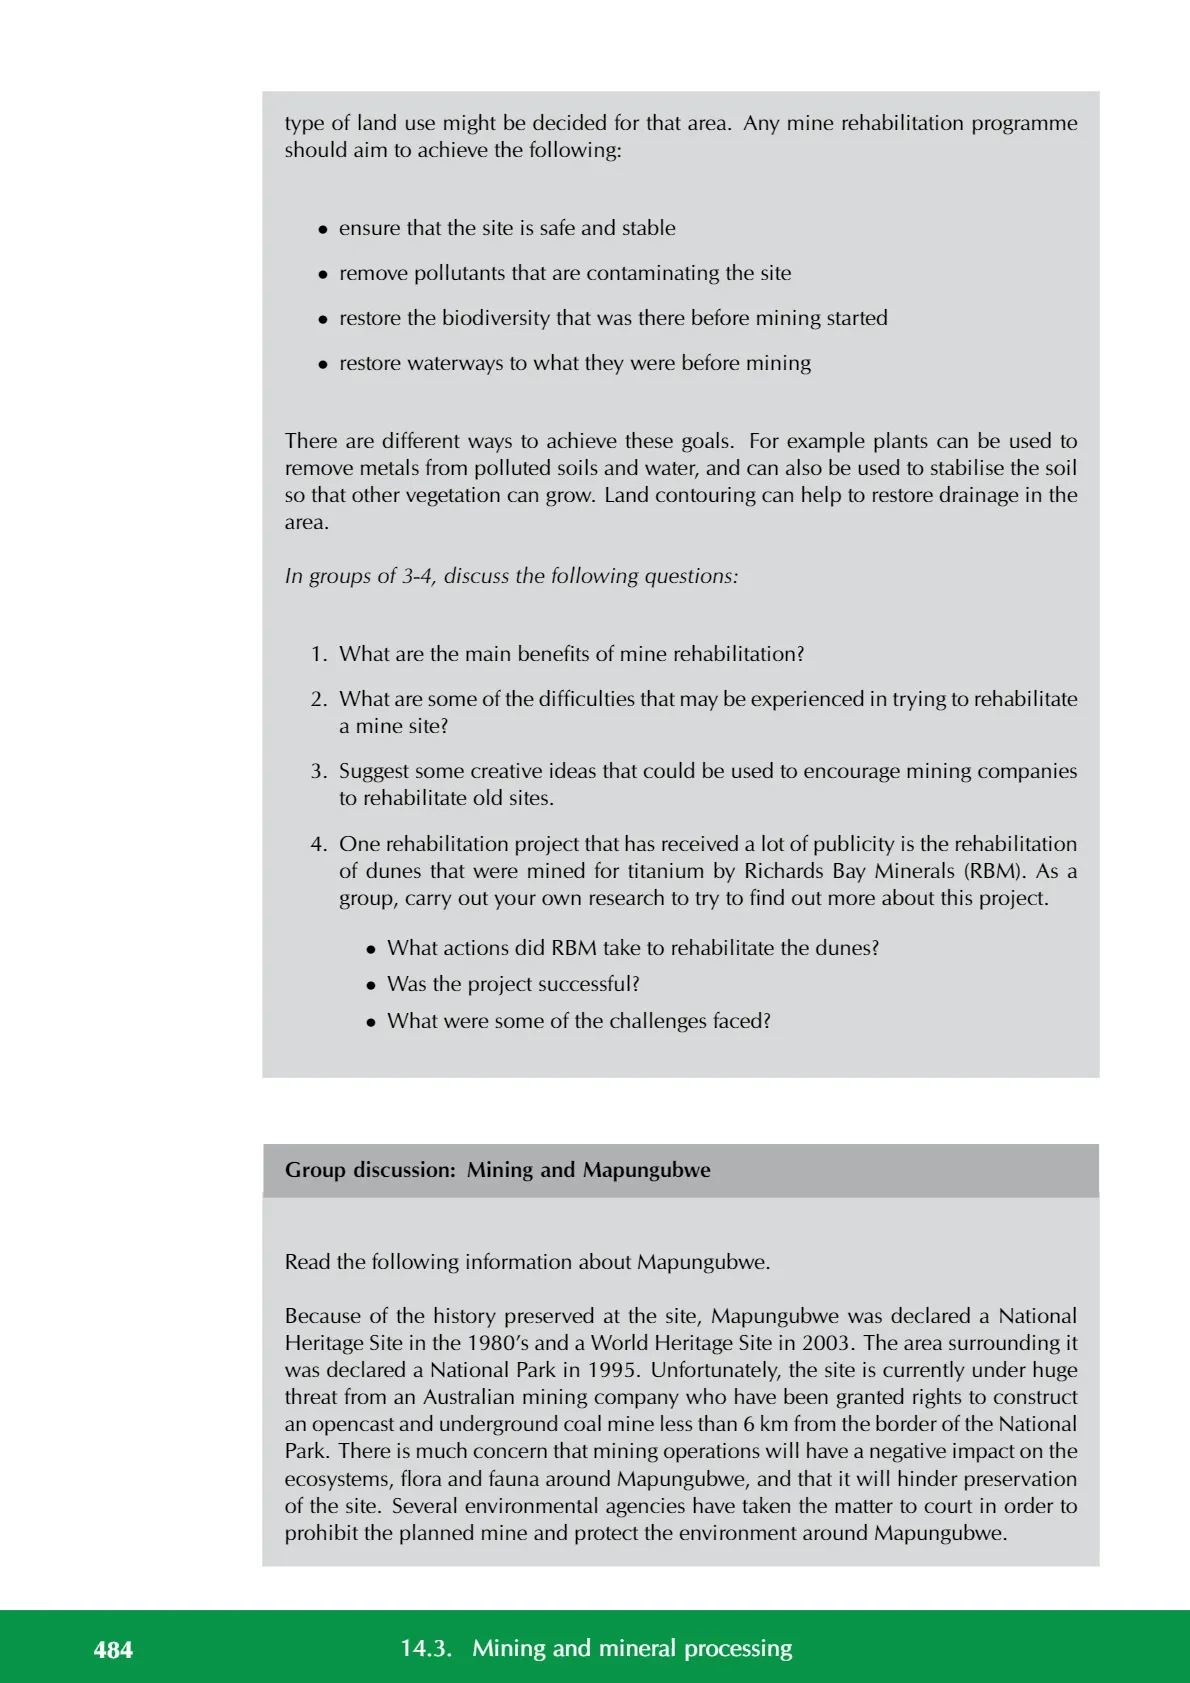 type of land use might be decided for that area. Any mine rehabilitation programme
should aim to achieve the following:
• ensure that the site is safe and stable
• remove pollutants that are contaminating the site
• restore the biodiversity that was there before mining started
• restore waterways to what they were before mining
There are different ways to achieve these goals. For example plants can be used to
remove metals from polluted soils and water, and can also be used to stabilise the soil
so that other vegetation can grow. Land contouring can help to restore drainage in the
area.
In groups of 3-4, discuss the following questions:
1. What are the main benefits of mine rehabilitation?
2. What are some of the difficulties that may be experienced in trying to rehabilitate
a mine site?
3. Suggest some creative ideas that could be used to encourage mining companies
to rehabilitate old sites.
4. One rehabilitation project that has received a lot of publicity is the rehabilitation
of dunes that were mined for titanium by Richards Bay Minerals (RBM). As a
group, carry out your own research to try to find out more about this project.
• What actions did RBM take to rehabilitate the dunes?
• Was the project successful?
• What were some of the challenges faced?
Group discussion: Mining and Mapungubwe
Read the following information about Mapungubwe.
Because of the history preserved at the site, Mapungubwe was declared a National
Heritage Site in the 1980’s and a World Heritage Site in 2003. The area surrounding it
was declared a National Park in 1995. Unfortunately, the site is currently under huge
threat from an Australian mining company who have been granted rights to construct
an opencast and underground coal mine less than 6 km from the border of the National
Park. There is much concern that mining operations will have a negative impact on the
ecosystems, flora and fauna around Mapungubwe, and that it will hinder preservation
of the site. Several environmental agencies have taken the matter to court in order to
prohibit the planned mine and protect the environment around Mapungubwe.
484 14.3. Mining and mineral processing